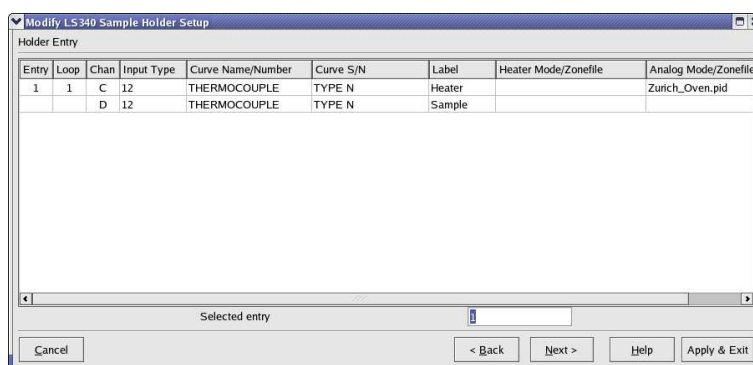 Modify LS340 Sample Holder Setup
Holder Entry
Entry Loop Chan Input Type Curve Name/Number Curve S/N Label Heater Mode/Zonefile Analog Mode/Zonefile
1 1 C 12 THERMOCOUPLE TYPE N Heater Zurich_Oven.pid
D 12 THERMOCOUPLE TYPE N Sample
Selected entry 1
Cancel < Back Next > Help Apply & Exit